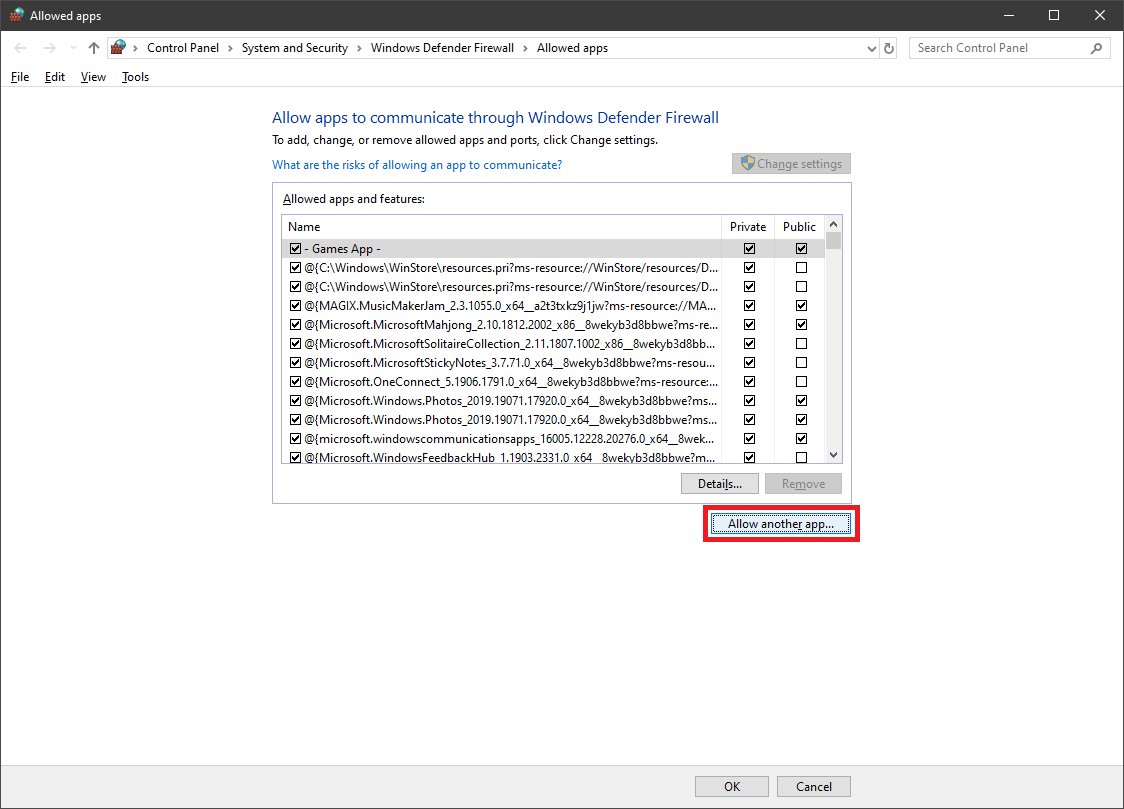 Allowed apps
Control Panel > System and Security > Windows Defender Firewall > Allowed apps
Search Control Panel
File Edit View Tools
Allow apps to communicate through Windows Defender Firewall
To add, change, or remove allowed apps and ports, click Change settings.
What are the risks of allowing an app to communicate?
Change settings
Allowed apps and features:
Name Private Public
- Games App -
@{C:\Windows\WinStore\resources.pri?ms-resource://WinStore/resources/D...
@{C:\Windows\WinStore\resources.pri?ms-resource://WinStore/resources/D...
@{MAGIX.MusicMakerJam_2.3.1055.0_x64__a2t3txkz9j1jw?ms-resource://MA...
@{Microsoft.MicrosoftMahjong_2.10.1812.2002_x86__8wekyb3d8bbwe?ms-re...
@{Microsoft.MicrosoftSolitaireCollection_2.11.1807.1002_x86__8wekyb3d8bb...
@{Microsoft.MicrosoftStickyNotes_3.7.71.0_x64__8wekyb3d8bbwe?ms-resou...
@{Microsoft.OneConnect_5.1906.1791.0_x64__8wekyb3d8bbwe?ms-resource:...
@{Microsoft.Windows.Photos_2019.19071.17920.0_x64__8wekyb3d8bbwe?ms...
@{Microsoft.Windows.Photos_2019.19071.17920.0_x64__8wekyb3d8bbwe?ms...
@{microsoft.windowscommunicationsapps_16005.12228.20276.0_x64__8wek...
@{Microsoft.WindowsFeedbackHub_1.1903.2331.0_x64__8wekyb3d8bbwe?m...
Details... Remove
Allow another app...
OK Cancel